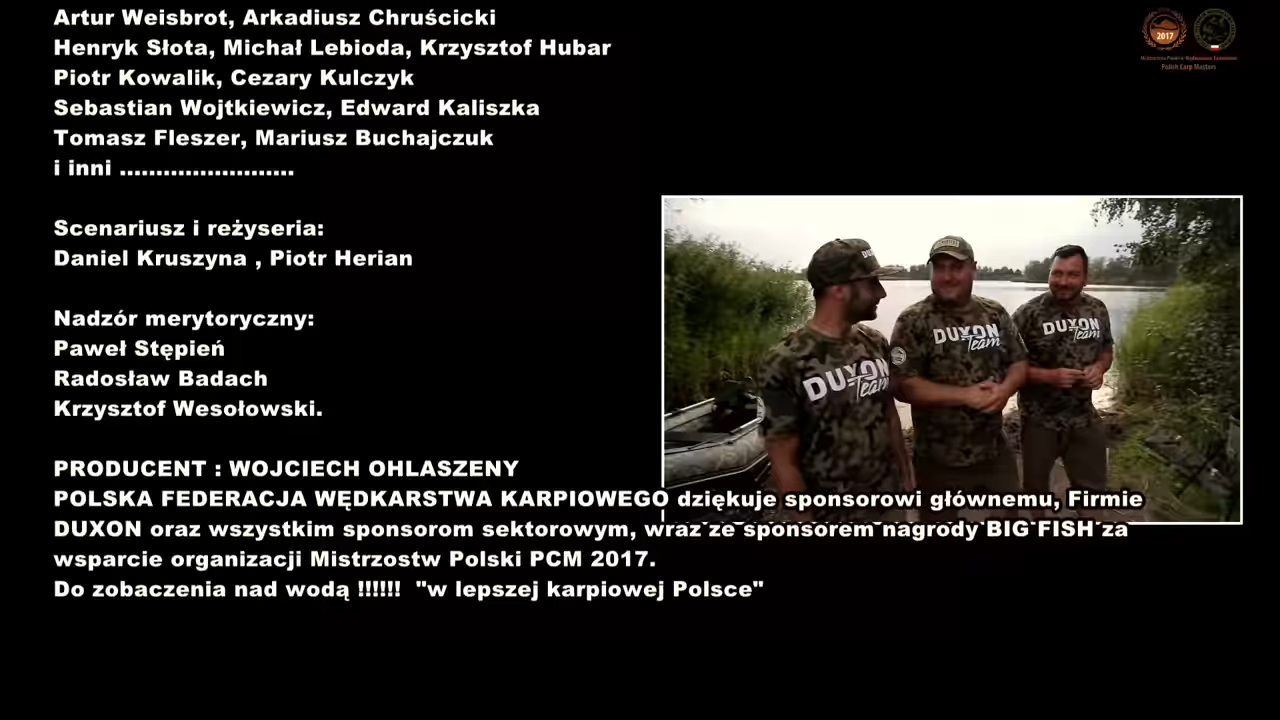 Artur Weisbrot, Arkadiusz Chruścicki
Henryk Słota, Michał Lebioda, Krzysztof Hubar
Piotr Kowalik, Cezary Kulczyk
Sebastian Wojtkiewicz, Edward Kaliszka
Tomasz Fleszer, Mariusz Buchajczuk
i inni ........................
Scenariusz i reżyseria:
Daniel Kruszyna , Piotr Herian
Nadzór merytoryczny:
Paweł Stępień
Radosław Badach
Krzysztof Wesołowski.
PRODUCENT : WOJCIECH OHLASZENY
POLSKA FEDERACJA WĘDKARSTWA KARPIOWEGO dziękuje sponsorowi głównemu, Firmie
DUXON oraz wszystkim sponsorom sektorowym, wraz ze sponsorem nagrody BIG FISH za
wsparcie organizacji Mistrzostw Polski PCM 2017.
Do zobaczenia nad wodą !!!!!!  "w lepszej karpiowej Polsce"
2017
Polish Carp Masters
DUXON
Team
DUXON
Team
DUXON
Team